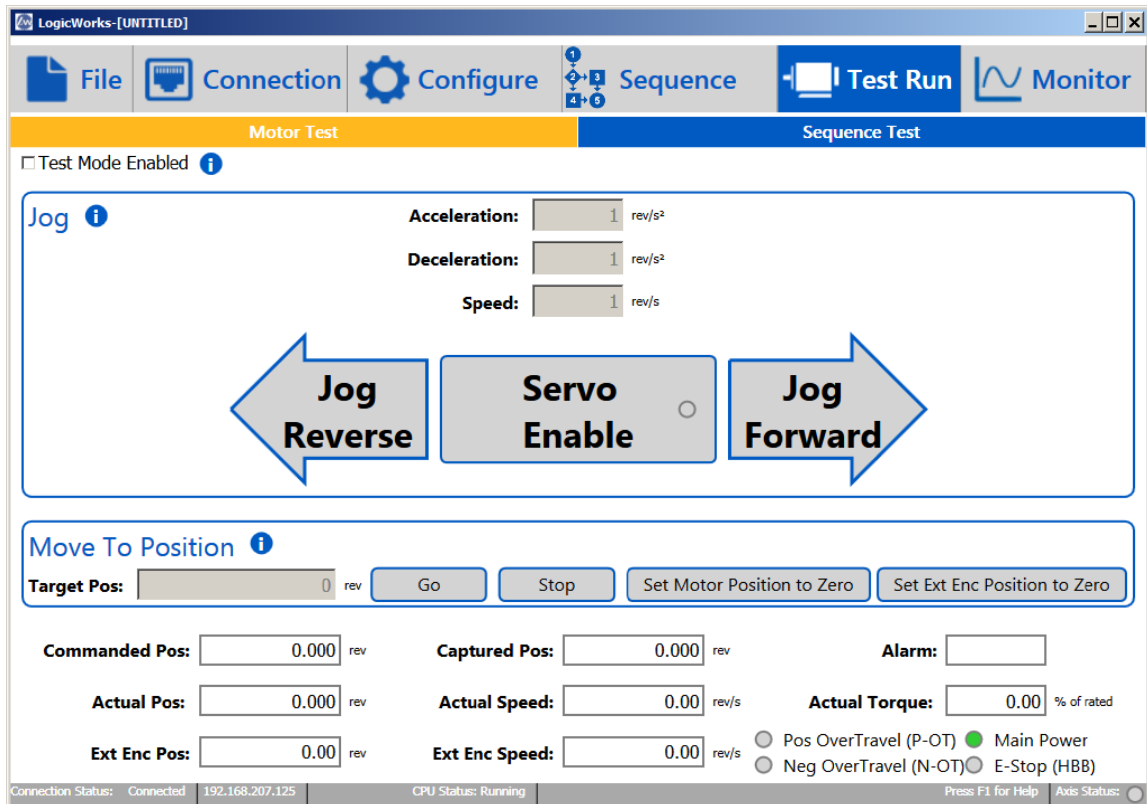 LogicWorks-[UNTITLED]
File Connection Configure 1 2 3 4 5 Sequence Test Run Monitor
Motor Test Sequence Test
Test Mode Enabled i
Jog i
Acceleration: 1 rev/s²
Deceleration: 1 rev/s²
Speed: 1 rev/s
Jog Reverse Servo Enable Jog Forward
Move To Position i
Target Pos: 0 rev Go Stop Set Motor Position to Zero Set Ext Enc Position to Zero
Commanded Pos: 0.000 rev Captured Pos: 0.000 rev Alarm:
Actual Pos: 0.000 rev Actual Speed: 0.00 rev/s Actual Torque: 0.00 % of rated
Ext Enc Pos: 0.00 rev Ext Enc Speed: 0.00 rev/s
Pos OverTravel (P-OT) Main Power
Neg OverTravel (N-OT) E-Stop (HBB)
Connection Status: Connected 192.168.207.125 CPU Status: Running Press F1 for Help Axis Status: